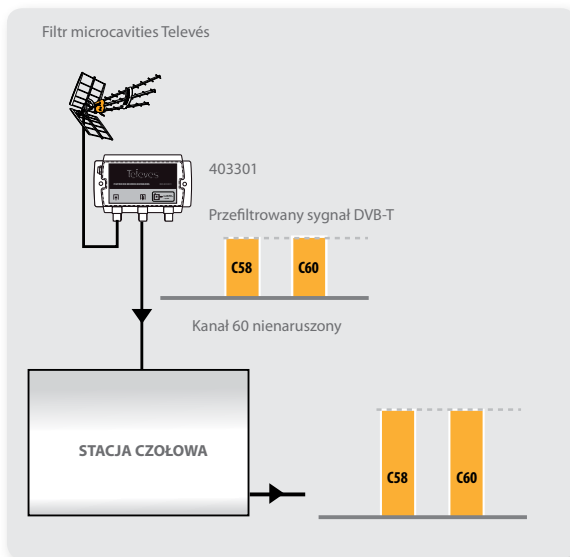 Filtr microcavities Televés
Televes
403301
Przefiltrowany sygnał DVB-T
C58
C60
Kanał 60 nienaruszony
STACJA CZOŁOWA
C58
C60